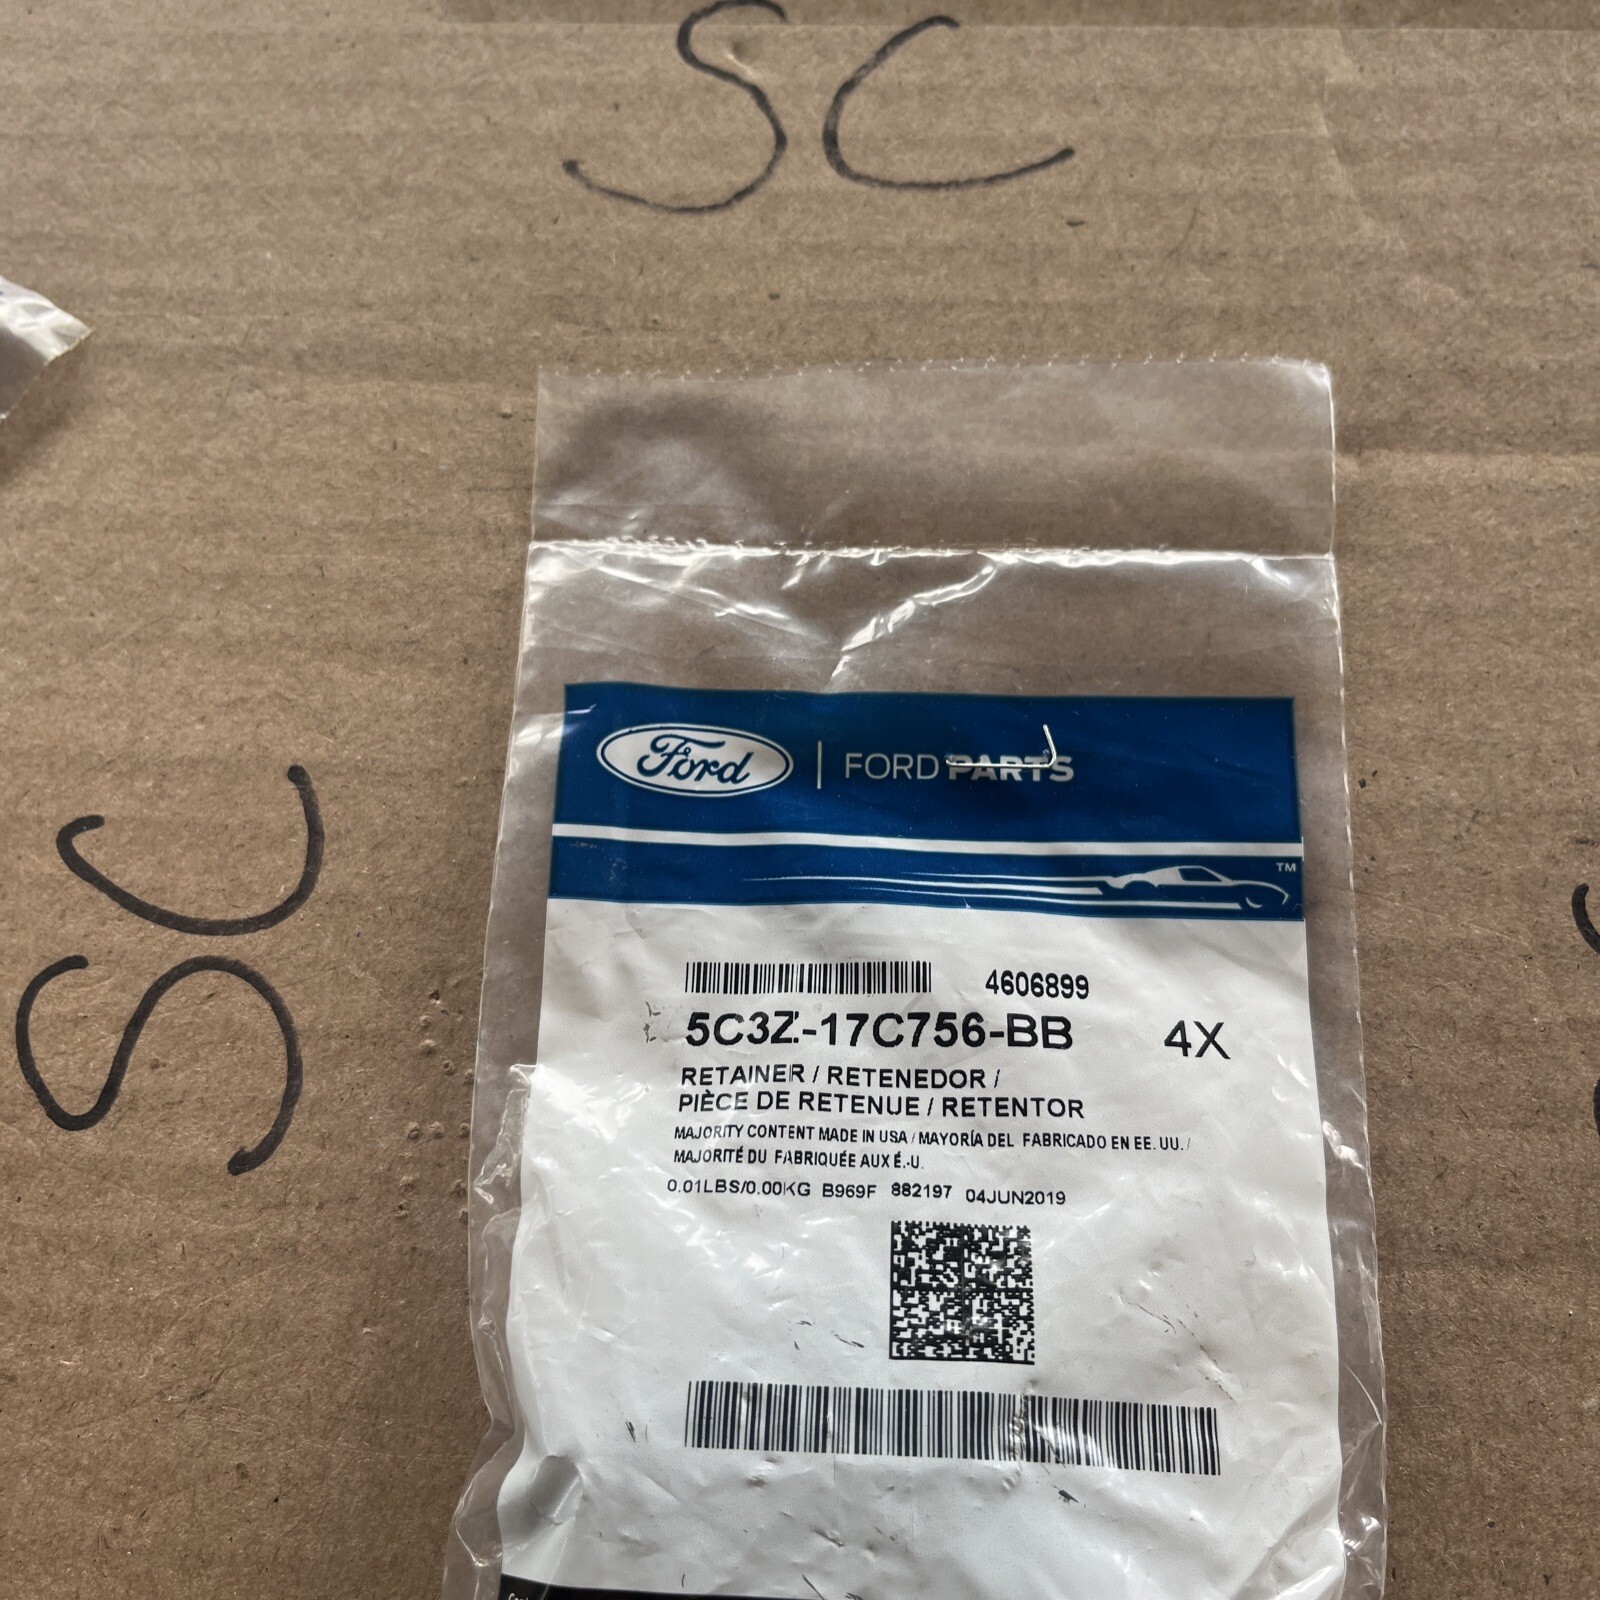 SC
Ford | FORD PARTS
TM
4606899
5C3Z-17C756-BB 4X
RETAINER / RETENEDOR /
PIÈCE DE RETENUE / RETENTOR
MAJORITY CONTENT MADE IN USA / MAYORÍA DEL FABRICADO EN EE. UU. /
MAJORITÉ DU FABRIQUÉE AUX É.-U.
0.01LBS/0.00KG B969F 882197 04JUN2019
SC